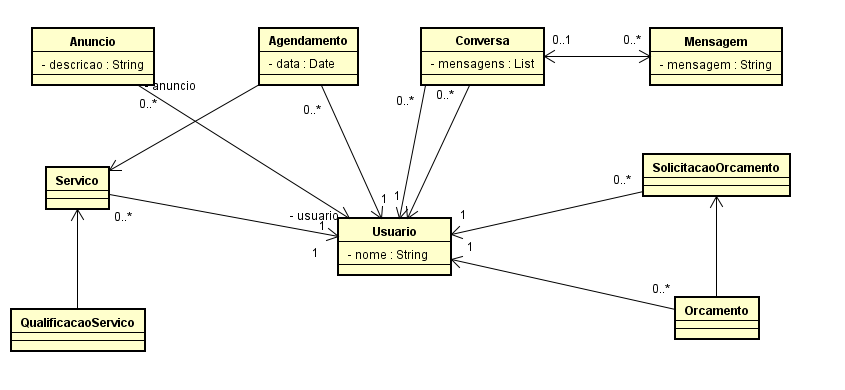 Anuncio
- descricao : String
Agendamento
- data : Date
Conversa
- mensagens : List
0..1
0..*
Mensagem
- mensagem : String
- anuncio
0..*
0..*
0..*
0..*
Servico
0..*
SolicitacaoOrcamento
0..*
- usuario
1
1
1
1
1
1
Usuario
- nome : String
1
0..*
QualificacaoServico
Orcamento